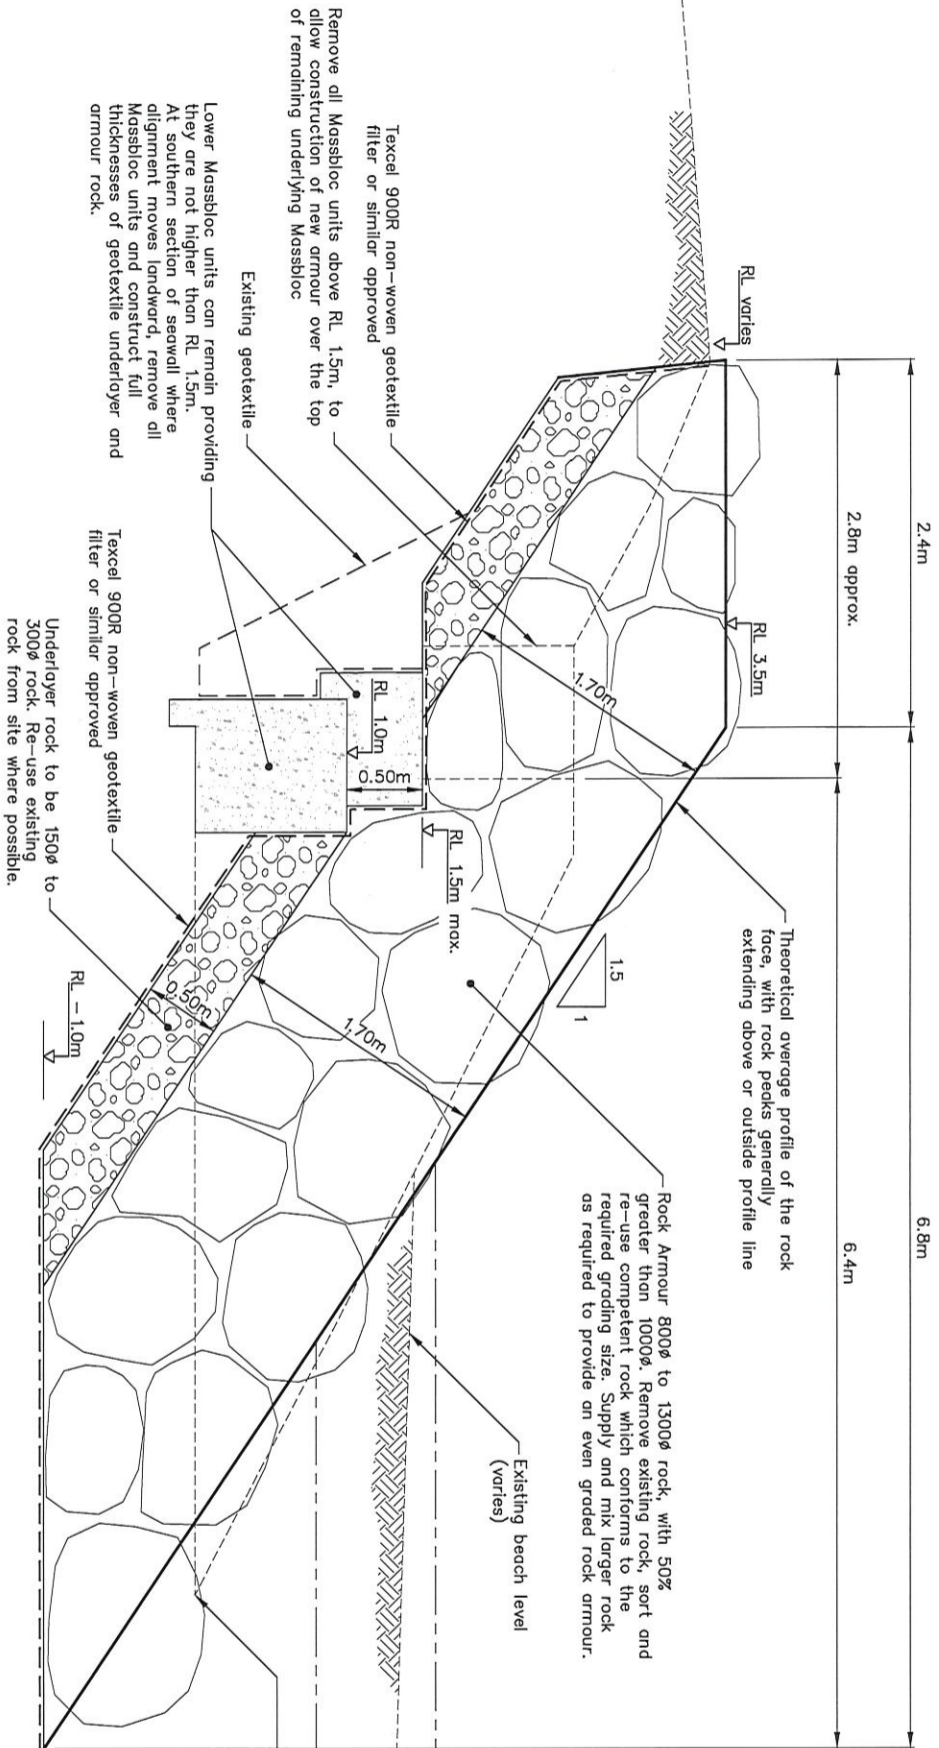 2.4m
6.8m
2.8m approx.
6.4m
RL varies
RL 3.5m
Theoretical average profile of the rock
face, with rock peaks generally
extending above or outside profile line
1.70m
1.5
1
Rock Armour 800ø to 1300ø rock, with 50%
greater than 1000ø. Remove existing rock, sort and
re-use competent rock which conforms to the
required grading size. Supply and mix larger rock
as required to provide an even graded rock armour.
Existing beach level
(varies)
Texcel 900R non-woven geotextile
filter or similar approved
Remove all Massbloc units above RL 1.5m, to
allow construction of new armour over the top
of remaining underlying Massbloc
Existing geotextile
RL 1.5m max.
RL 1.0m
0.50m
1.70m
0.50m
Lower Massbloc units can remain providing
they are not higher than RL 1.5m.
At southern section of seawall where
alignment moves landward, remove all
Massbloc units and construct full
thicknesses of geotextile underlayer and
armour rock.
Texcel 900R non-woven geotextile
filter or similar approved
RL -1.0m
Underlayer rock to be 150ø to
300ø rock. Re-use existing
rock from site where possible.